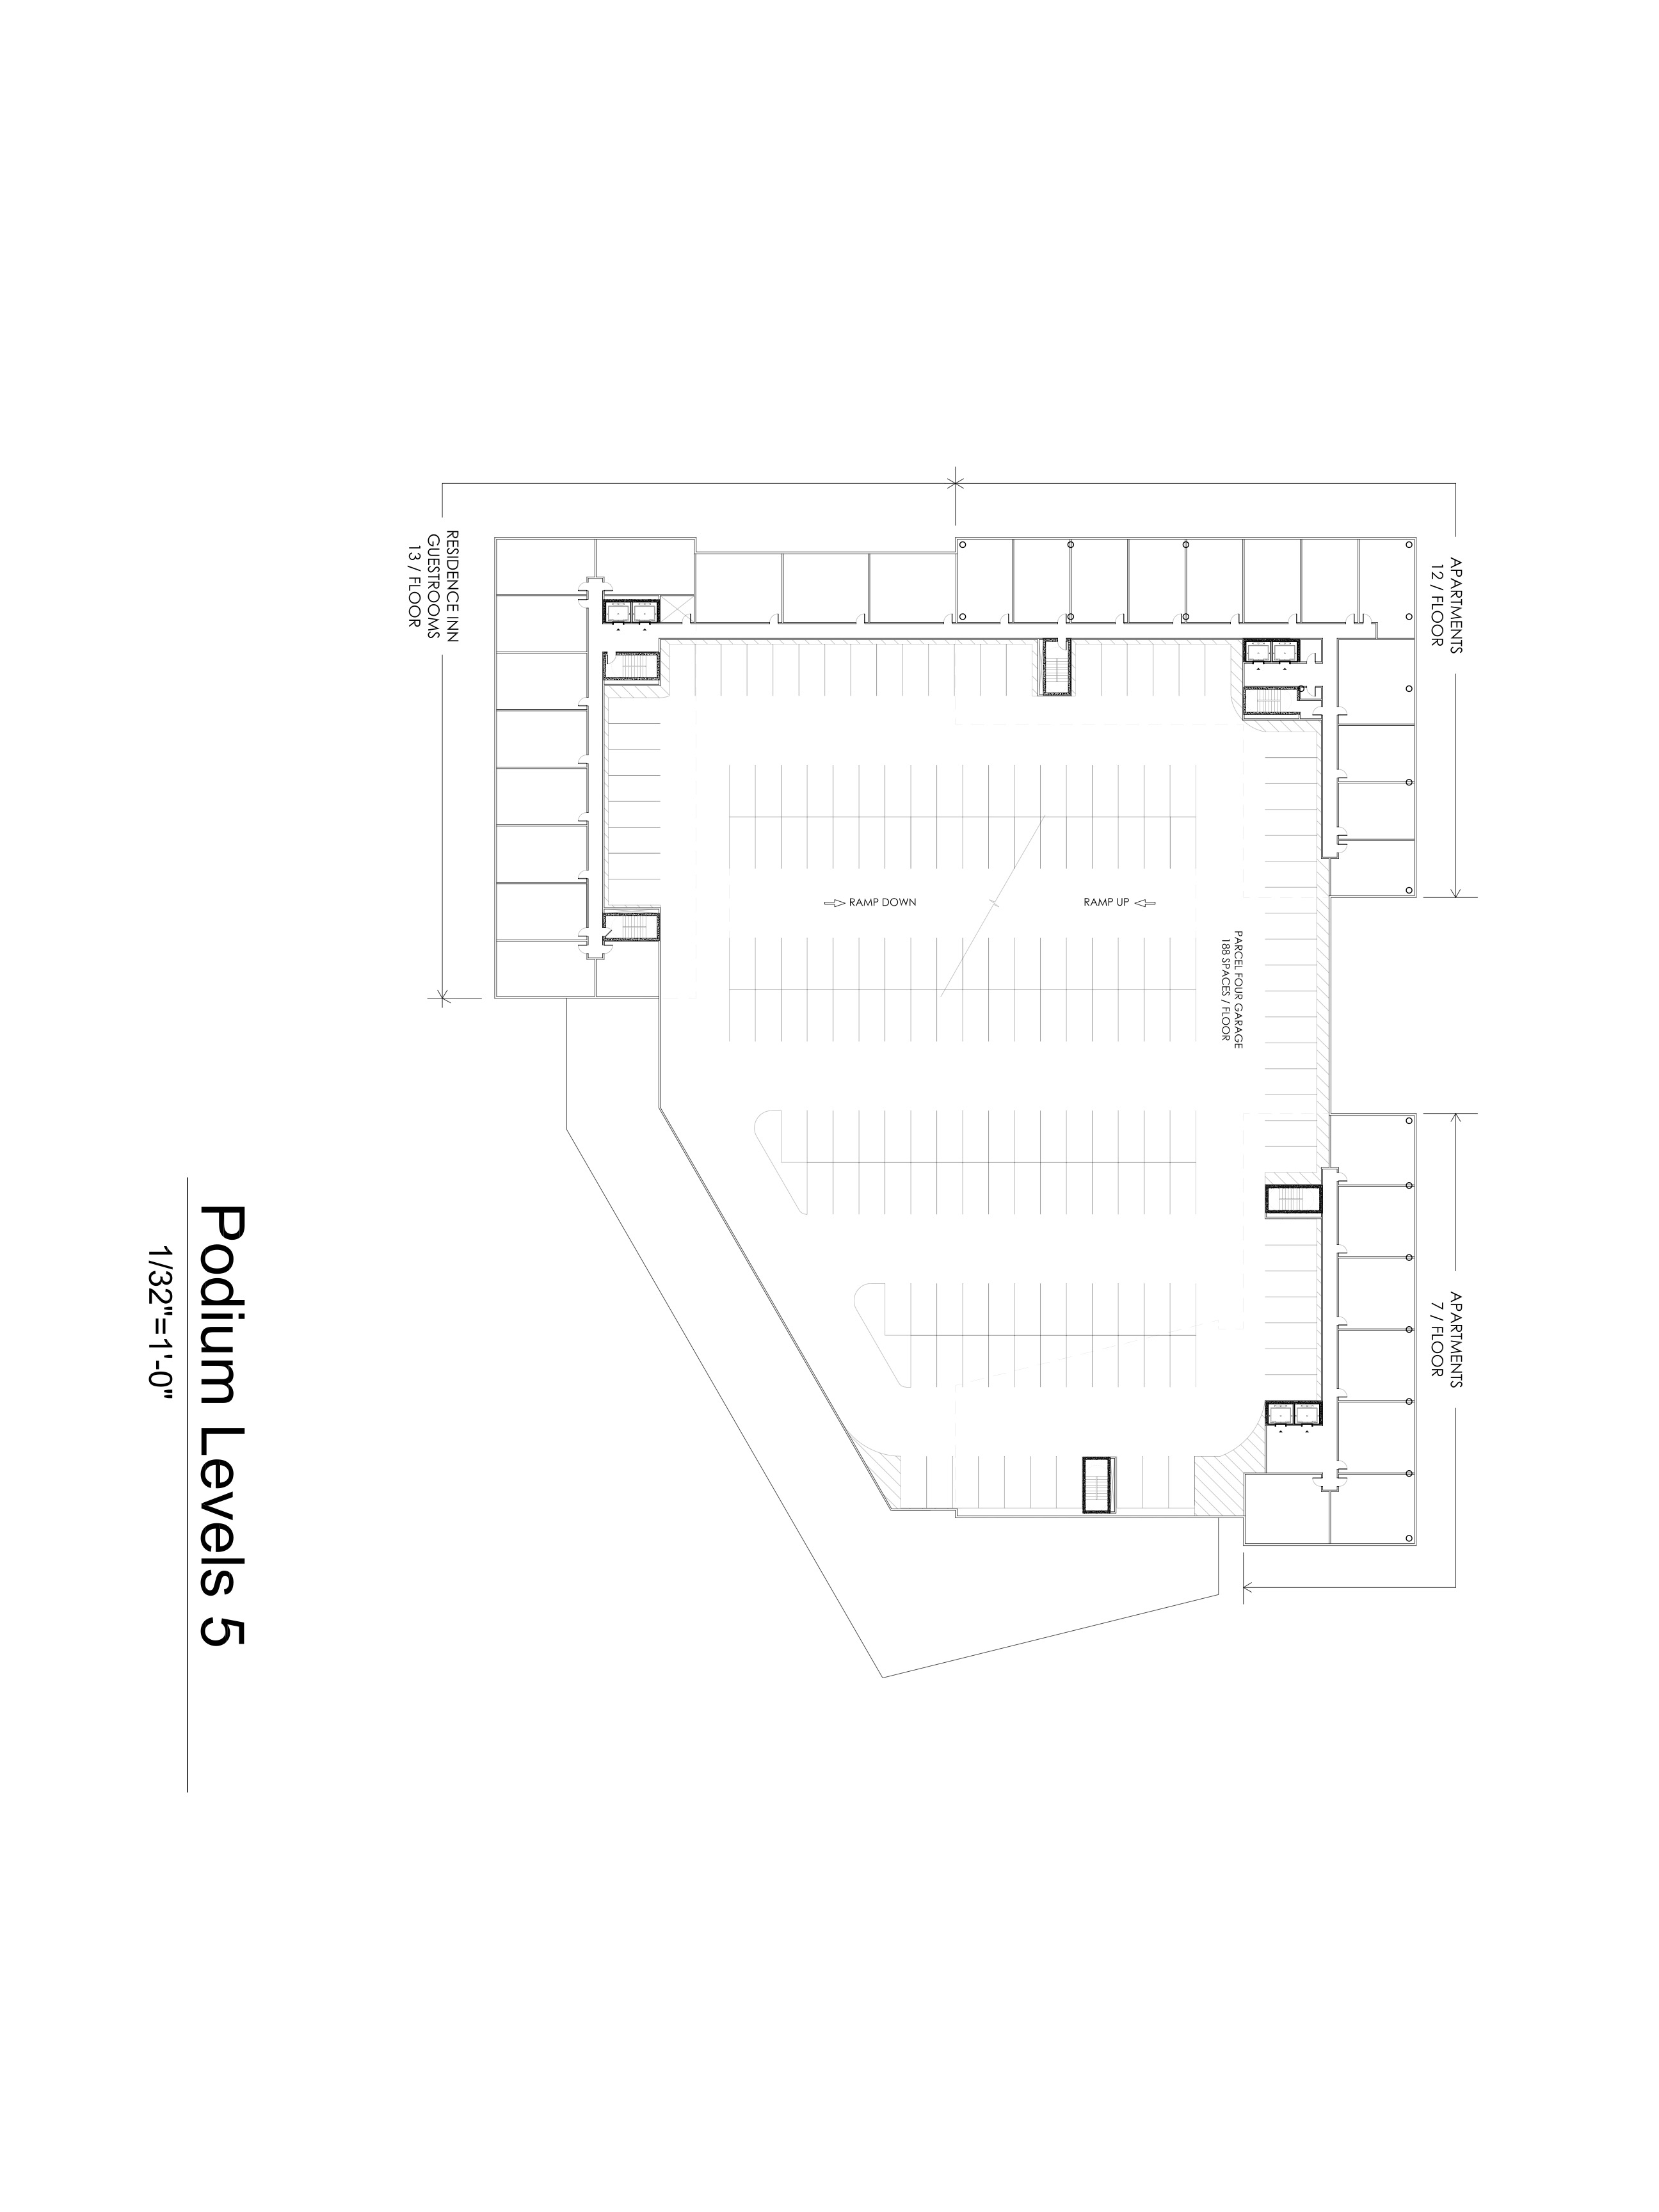 APARTMENTS
12 / FLOOR
APARTMENTS
7 / FLOOR
PARCEL FOUR GARAGE
188 SPACES / FLOOR
RAMP UP
RAMP DOWN
RESIDENCE INN
GUESTROOMS
13 / FLOOR
Podium Levels 5
1/32"=1'-0"